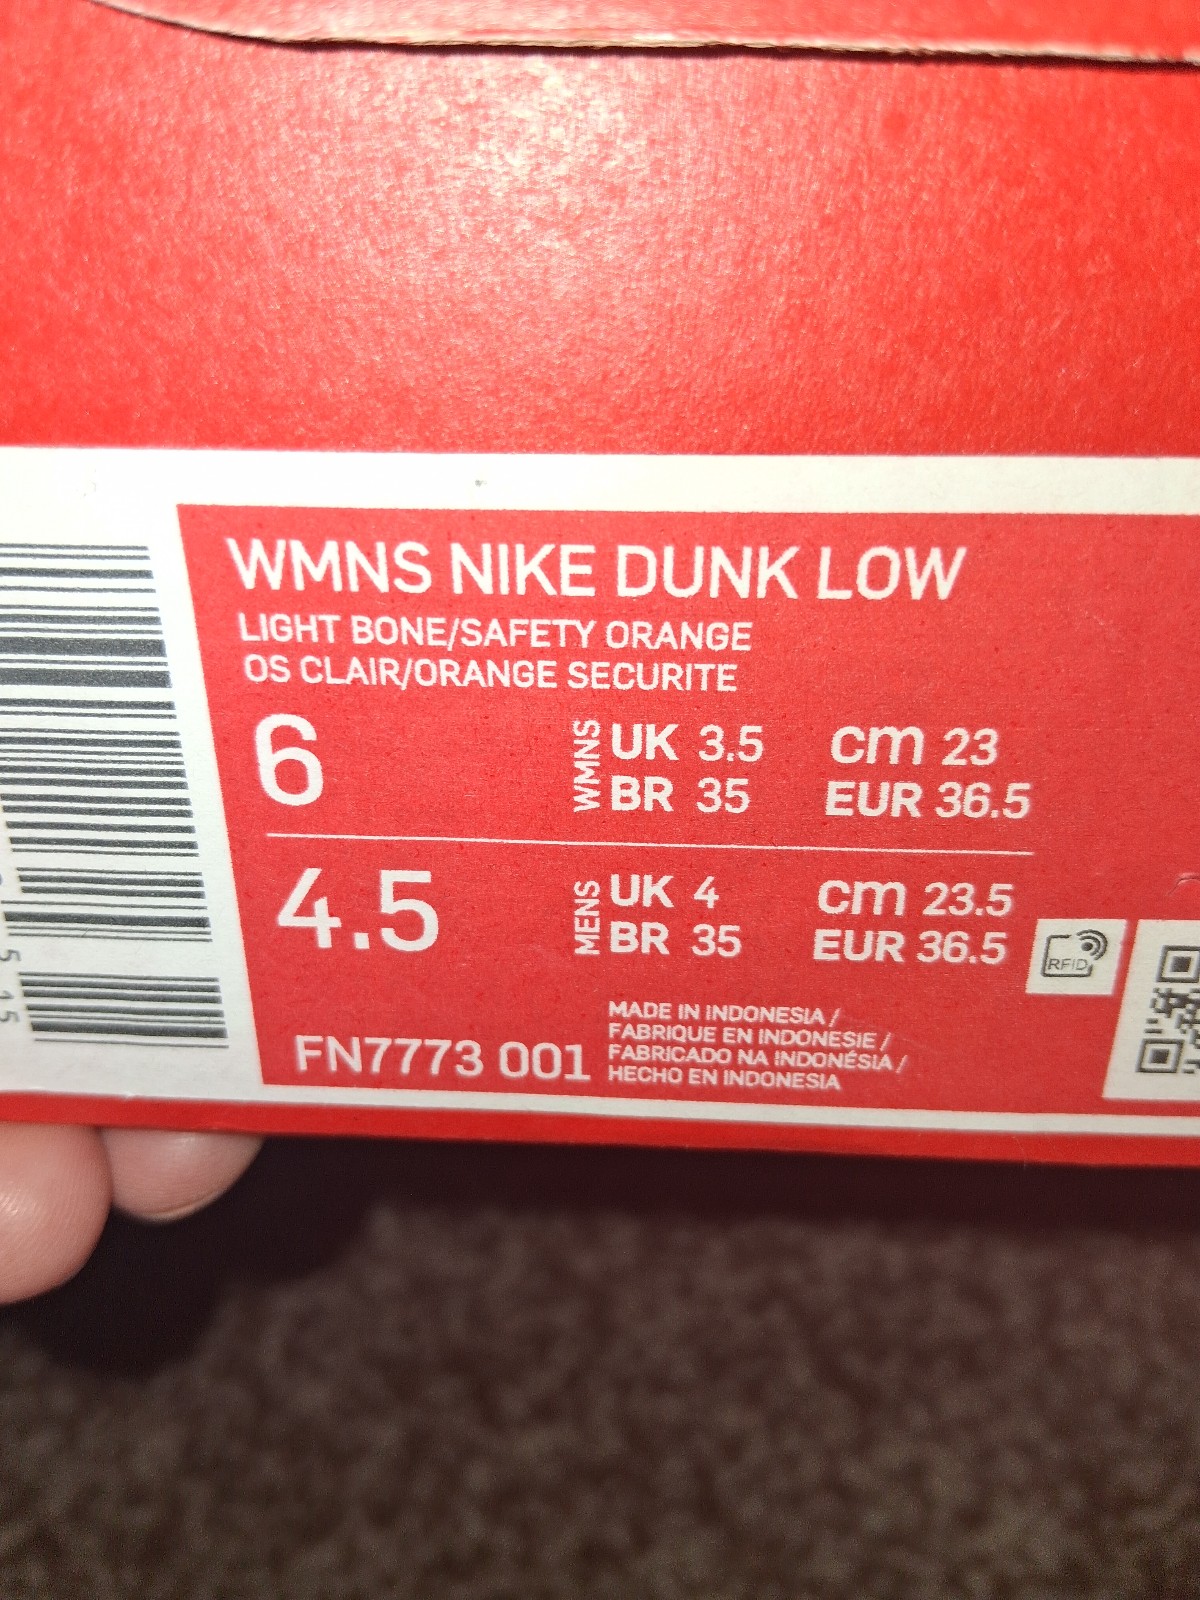 WMNS NIKE DUNK LOW
LIGHT BONE/SAFETY ORANGE
OS CLAIR/ORANGE SECURITE
6 WMNS UK 3.5 cm 23
BR 35 EUR 36.5
4.5 MENS UK 4 cm 23.5
BR 35 EUR 36.5
RFID
FN7773 001
MADE IN INDONESIA /
FABRIQUE EN INDONESIE /
FABRICADO NA INDONÉSIA /
HECHO EN INDONESIA
5 15